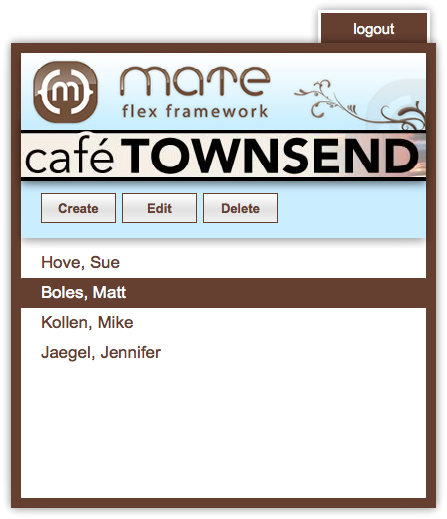 logout
m
mate
flex framework
café TOWNSEND
Create Edit Delete
Hove, Sue
Boles, Matt
Kollen, Mike
Jaegel, Jennifer